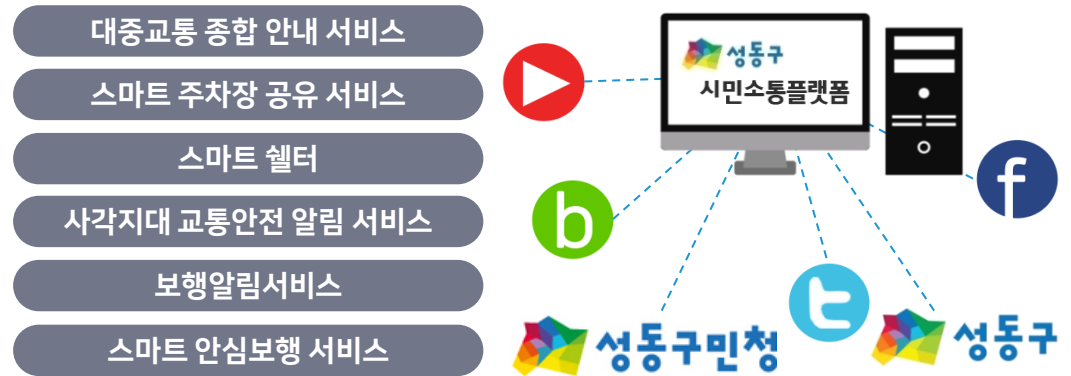 대중교통 종합 안내 서비스
스마트 주차장 공유 서비스
스마트 쉘터
사각지대 교통안전 알림 서비스
보행알림서비스
스마트 안심보행 서비스
성동구
시민소통플랫폼
f
b
t
성동구민청
성동구